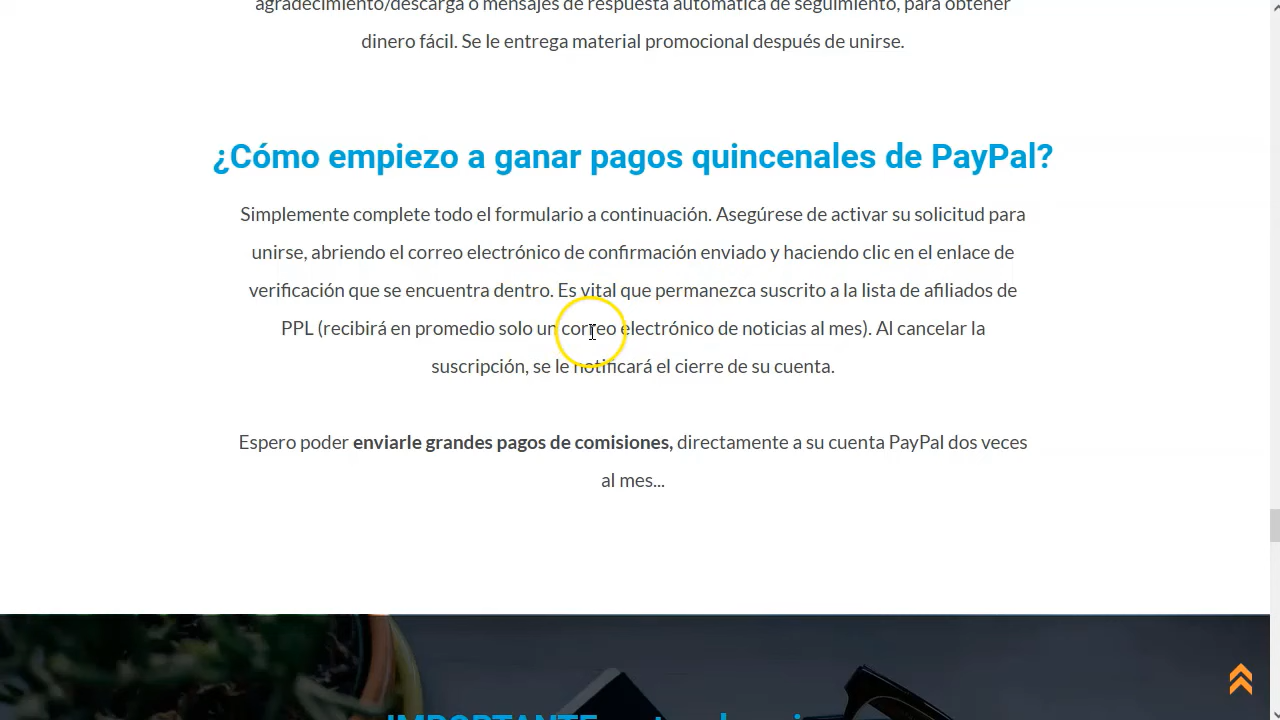 agradecimiento/descarga o mensajes de respuesta automática de seguimiento, para obtener
dinero fácil. Se le entrega material promocional después de unirse.
¿Cómo empiezo a ganar pagos quincenales de PayPal?
Simplemente complete todo el formulario a continuación. Asegúrese de activar su solicitud para
unirse, abriendo el correo electrónico de confirmación enviado y haciendo clic en el enlace de
verificación que se encuentra dentro. Es vital que permanezca suscrito a la lista de afiliados de
PPL (recibirá en promedio solo un correo electrónico de noticias al mes). Al cancelar la
suscripción, se le notificará el cierre de su cuenta.
Espero poder enviarle grandes pagos de comisiones, directamente a su cuenta PayPal dos veces
al mes...
IMPORTANTE